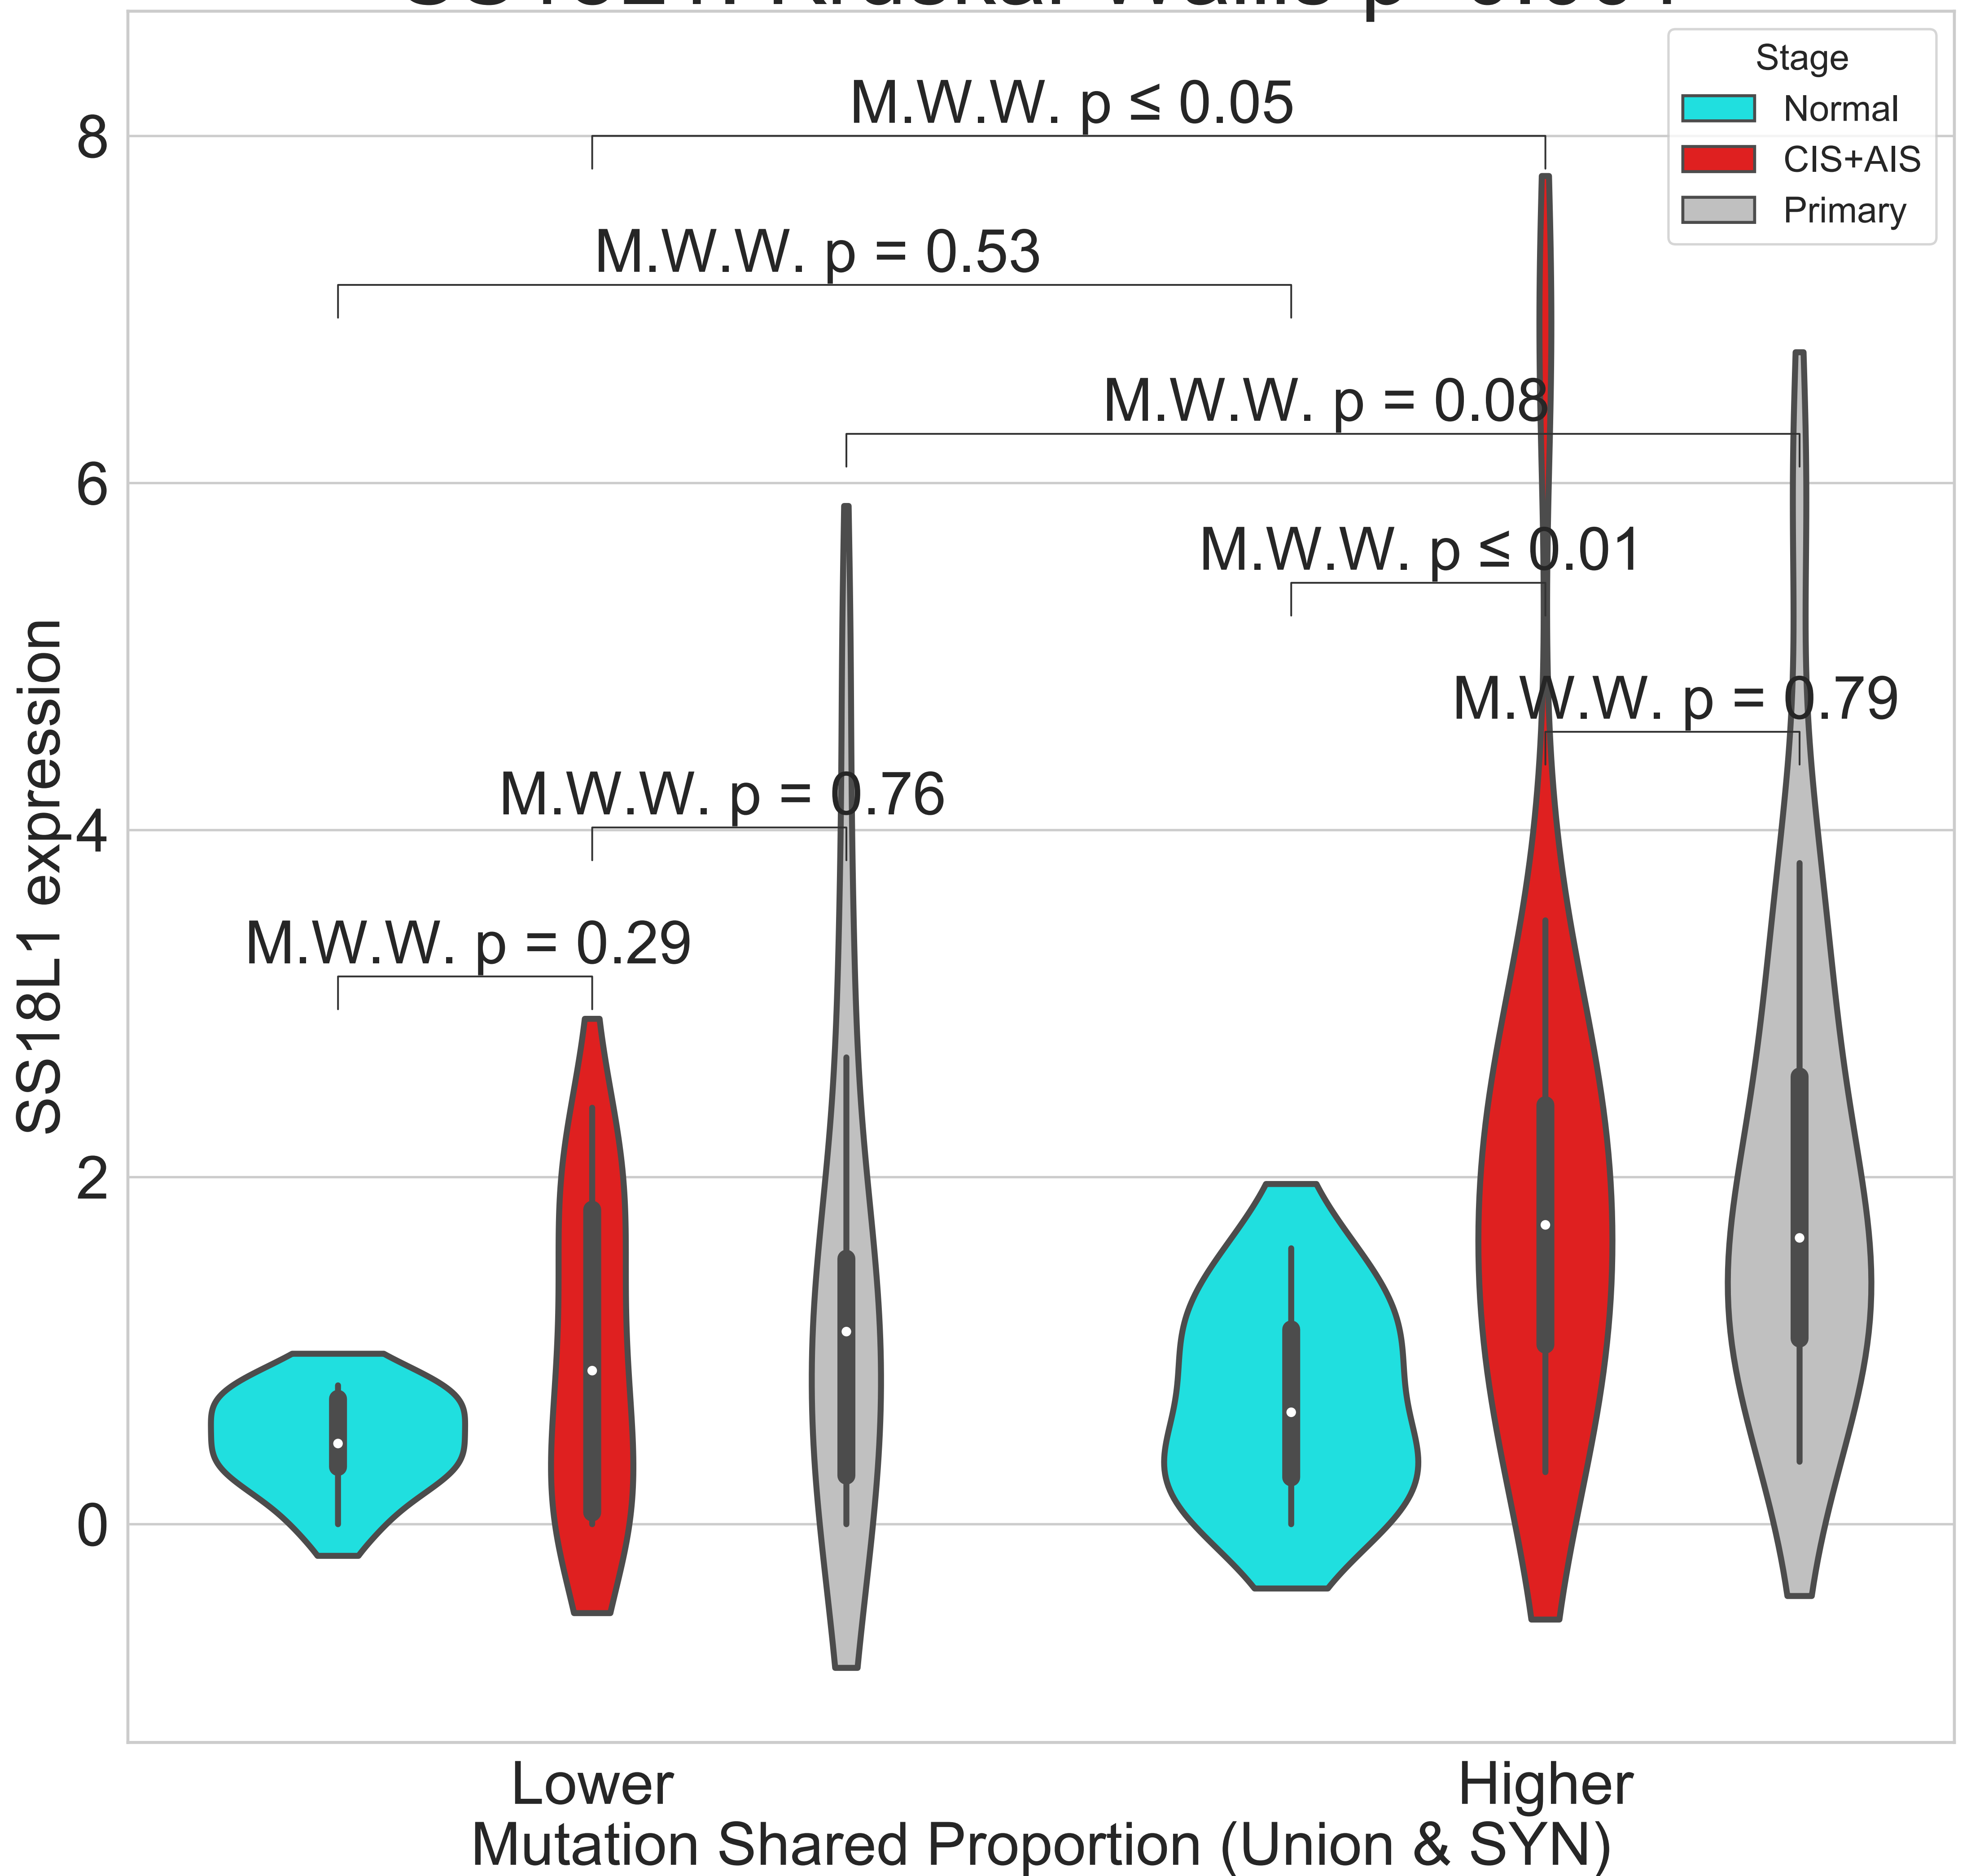 Stage
Normal
CIS+AIS
Primary
M.W.W. p ≤ 0.05
M.W.W. p = 0.53
M.W.W. p = 0.08
M.W.W. p ≤ 0.01
M.W.W. p = 0.79
M.W.W. p = 0.76
M.W.W. p = 0.29
8
6
4
2
0
SS18L1 expression
Lower
Higher
Mutation Shared Proportion (Union & SYN)